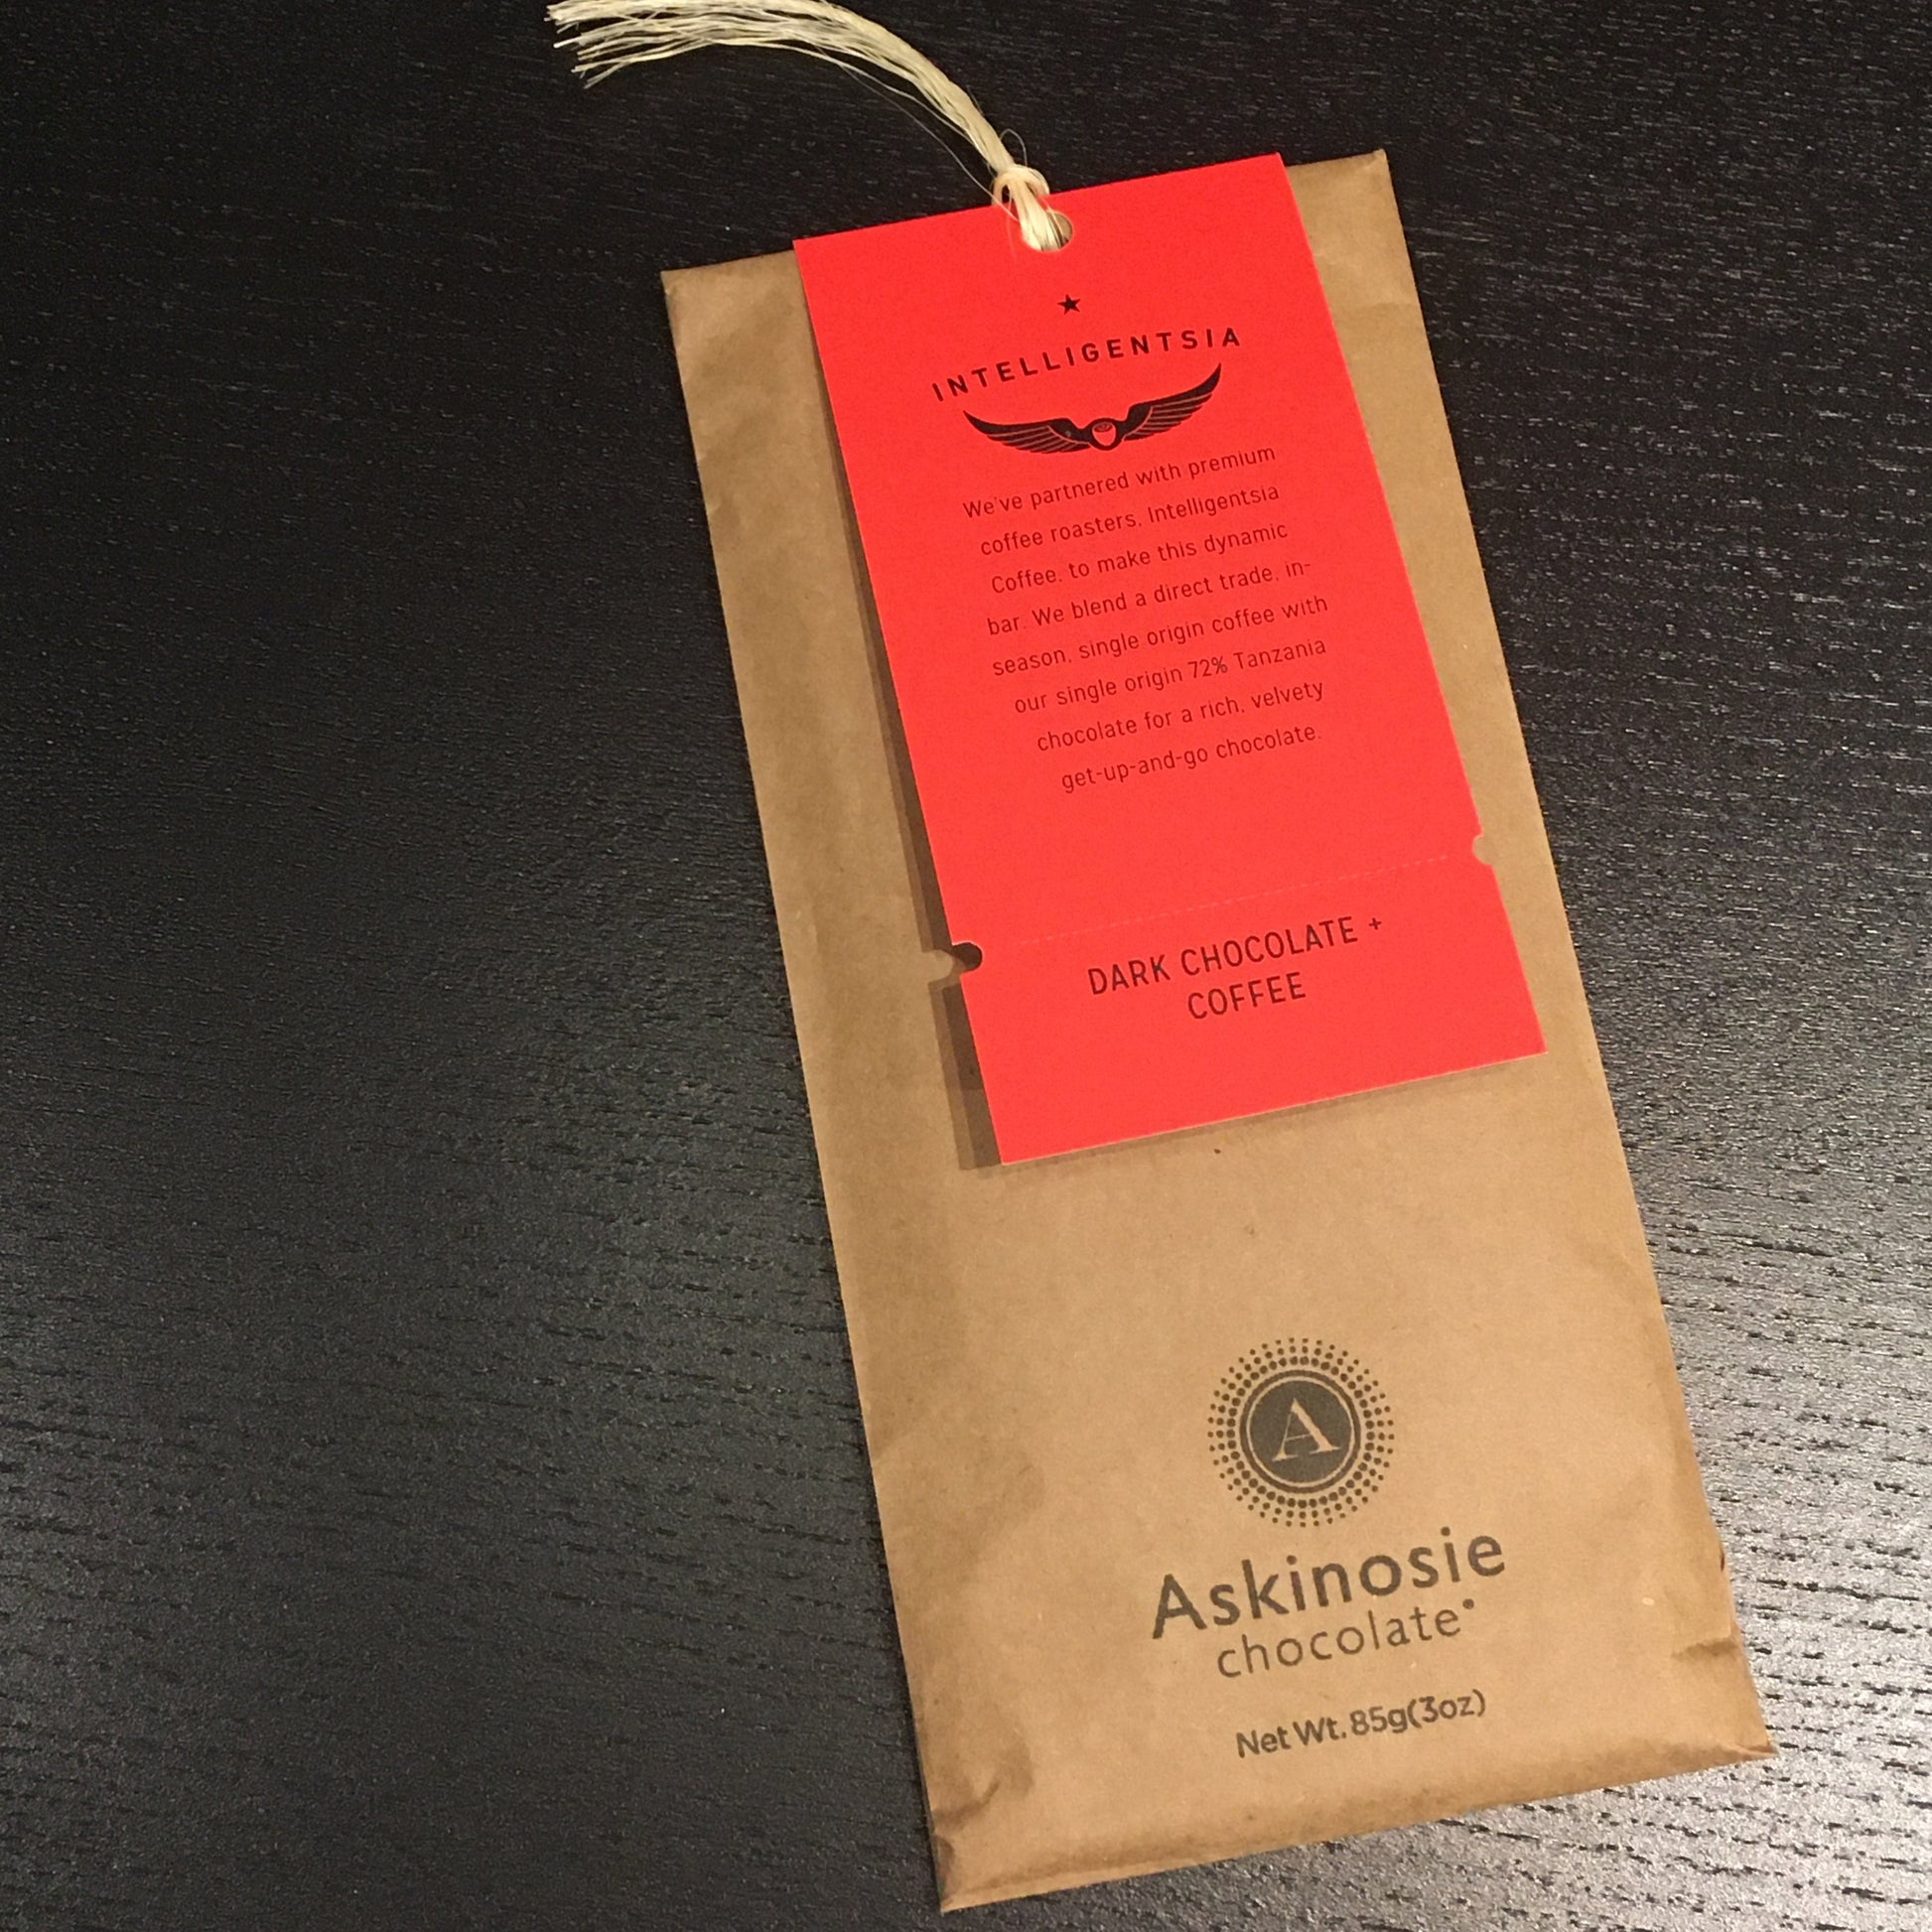 INTELLIGENTSIA
We've partnered with premium
coffee roasters, Intelligentsia
Coffee, to make this dynamic
bar. We blend a direct trade, in-
season, single origin coffee with
our single origin 72% Tanzania
chocolate for a rich, velvety
get-up-and-go chocolate.
DARK CHOCOLATE +
COFFEE
A
Askinosie
chocolate
Net Wt. 85g(3oz)